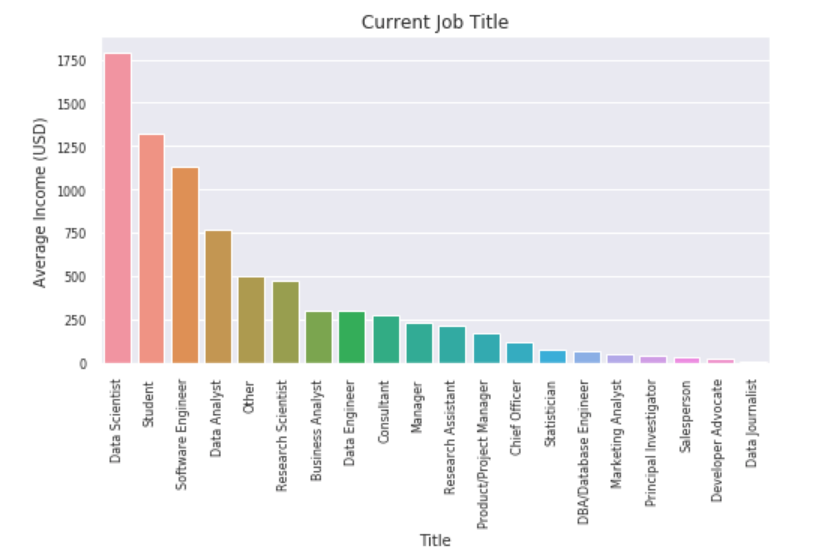 Current Job Title
Average Income (USD)
1750
1500
1250
1000
750
500
250
0
Data Scientist
Student
Software Engineer
Data Analyst
Other
Research Scientist
Business Analyst
Data Engineer
Consultant
Manager
Research Assistant
Product/Project Manager
Chief Officer
Statistician
DBA/Database Engineer
Marketing Analyst
Principal Investigator
Salesperson
Developer Advocate
Data Journalist
Title